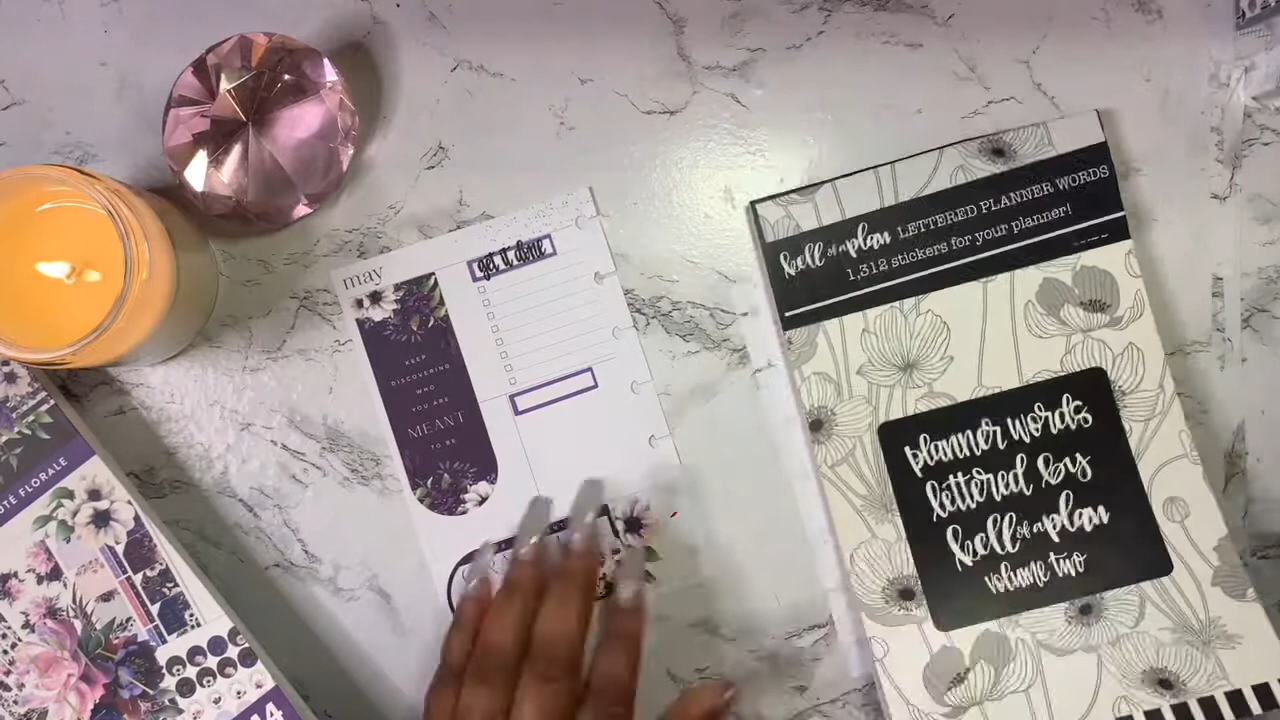 may
get it done
KEEP
DISCOVERING
WHO
YOU ARE
MEANT
TO BE
kell of a plan LETTERED PLANNER WORDS
1,312 stickers for your planner!
planner words
lettered by
kell of a plan
volume two
UTÉ FLORALE
14